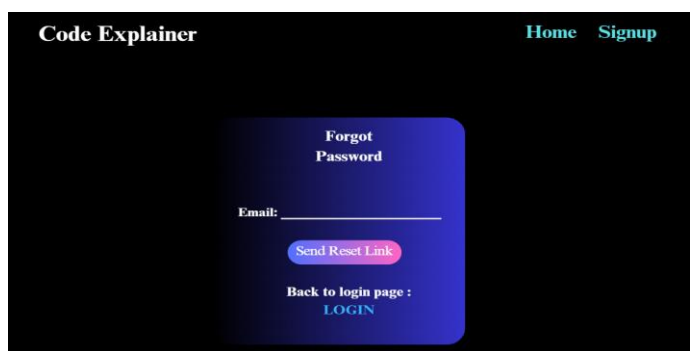 Code Explainer
Home Signup
Forgot
Password
Email:
Send Reset Link
Back to login page :
LOGIN